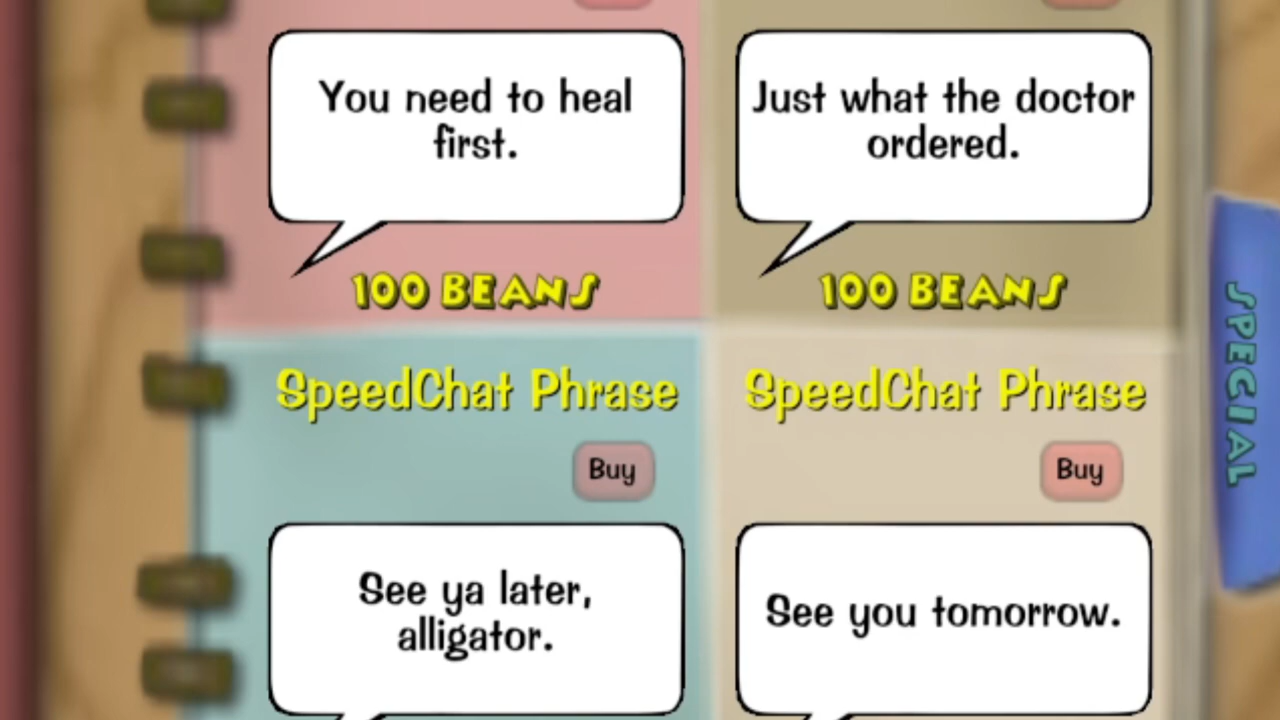 You need to heal
first.
Just what the doctor
ordered.
100 BEANS
100 BEANS
SpeedChat Phrase
SpeedChat Phrase
Buy
Buy
See ya later,
alligator.
See you tomorrow.
SPECIAL